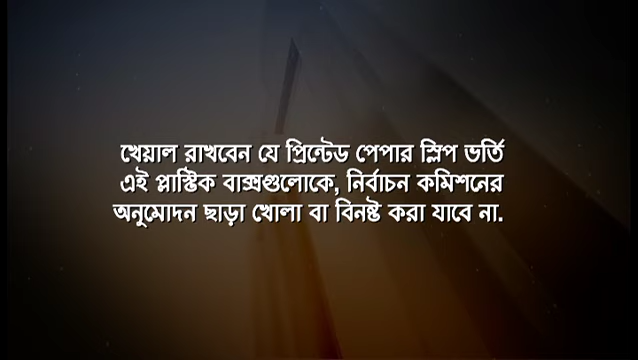 খেয়াল রাখবেন যে প্রিন্টেড পেপার স্লিপ ভর্তি
এই প্লাস্টিক বাক্সগুলোকে, নির্বাচন কমিশনের
অনুমোদন ছাড়া খোলা বা বিনষ্ট করা যাবে না.